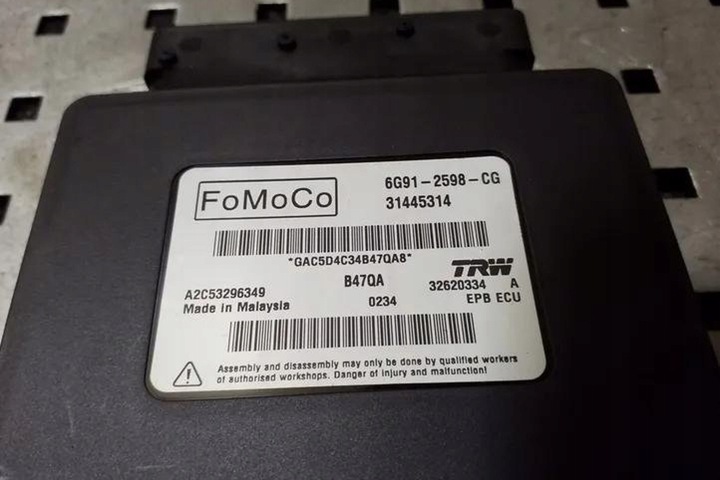 FoMoCo
6G91-2598-CG
31445314
*GAC5D4C34B47QA8*
TRW
B47QA
32620334 A
A2C53296349
Made in Malaysia
0234
EPB ECU
Assembly and disassembly may only be done by qualified workers
of authorised workshops. Danger of injury and malfunction!